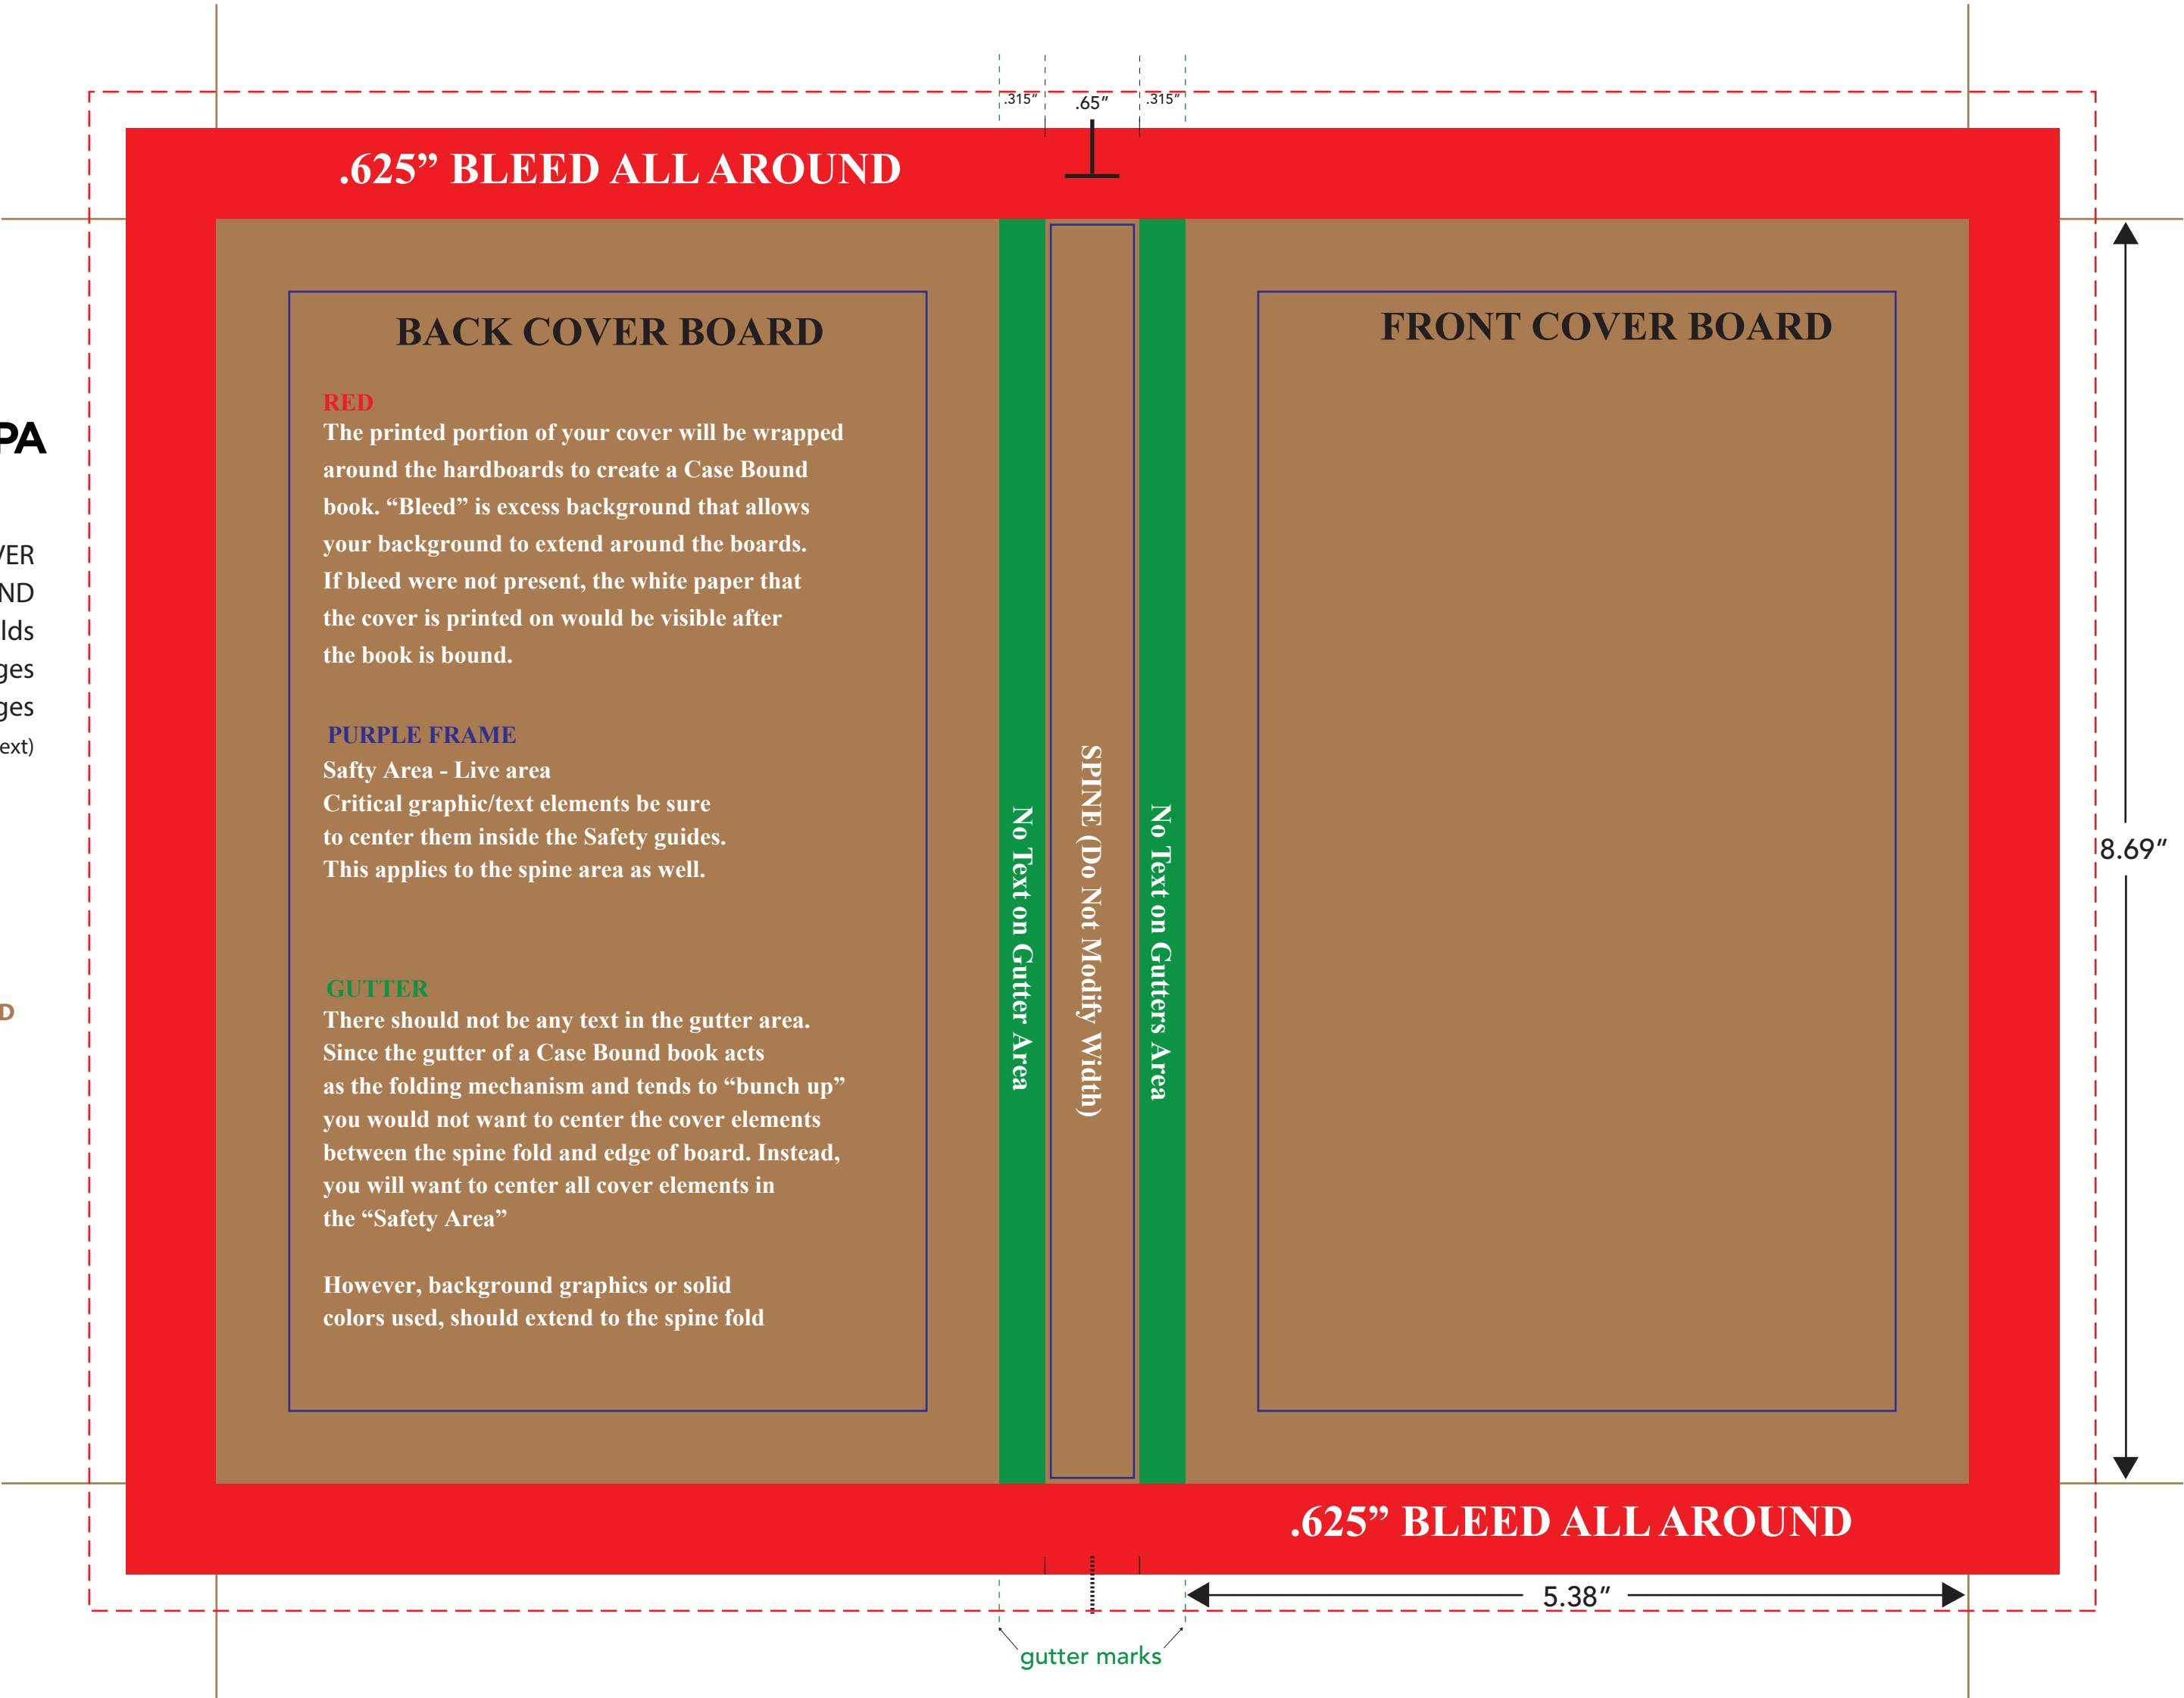 .315″ .65″ .315″
.625” BLEED ALL AROUND
BACK COVER BOARD
RED
The printed portion of your cover will be wrapped
around the hardboards to create a Case Bound
book. “Bleed” is excess background that allows
your background to extend around the boards.
If bleed were not present, the white paper that
the cover is printed on would be visible after
the book is bound.
PURPLE FRAME
Safty Area - Live area
Critical graphic/text elements be sure
to center them inside the Safety guides.
This applies to the spine area as well.
GUTTER
There should not be any text in the gutter area.
Since the gutter of a Case Bound book acts
as the folding mechanism and tends to “bunch up”
you would not want to center the cover elements
between the spine fold and edge of board. Instead,
you will want to center all cover elements in
the “Safety Area”
However, background graphics or solid
colors used, should extend to the spine fold
No Text on Gutter Area
SPINE (Do Not Modify Width)
No Text on Gutters Area
FRONT COVER BOARD
8.69″
.625” BLEED ALL AROUND
5.38″
gutter marks
PA
VER
ND
lds
ges
ges
ext)
D